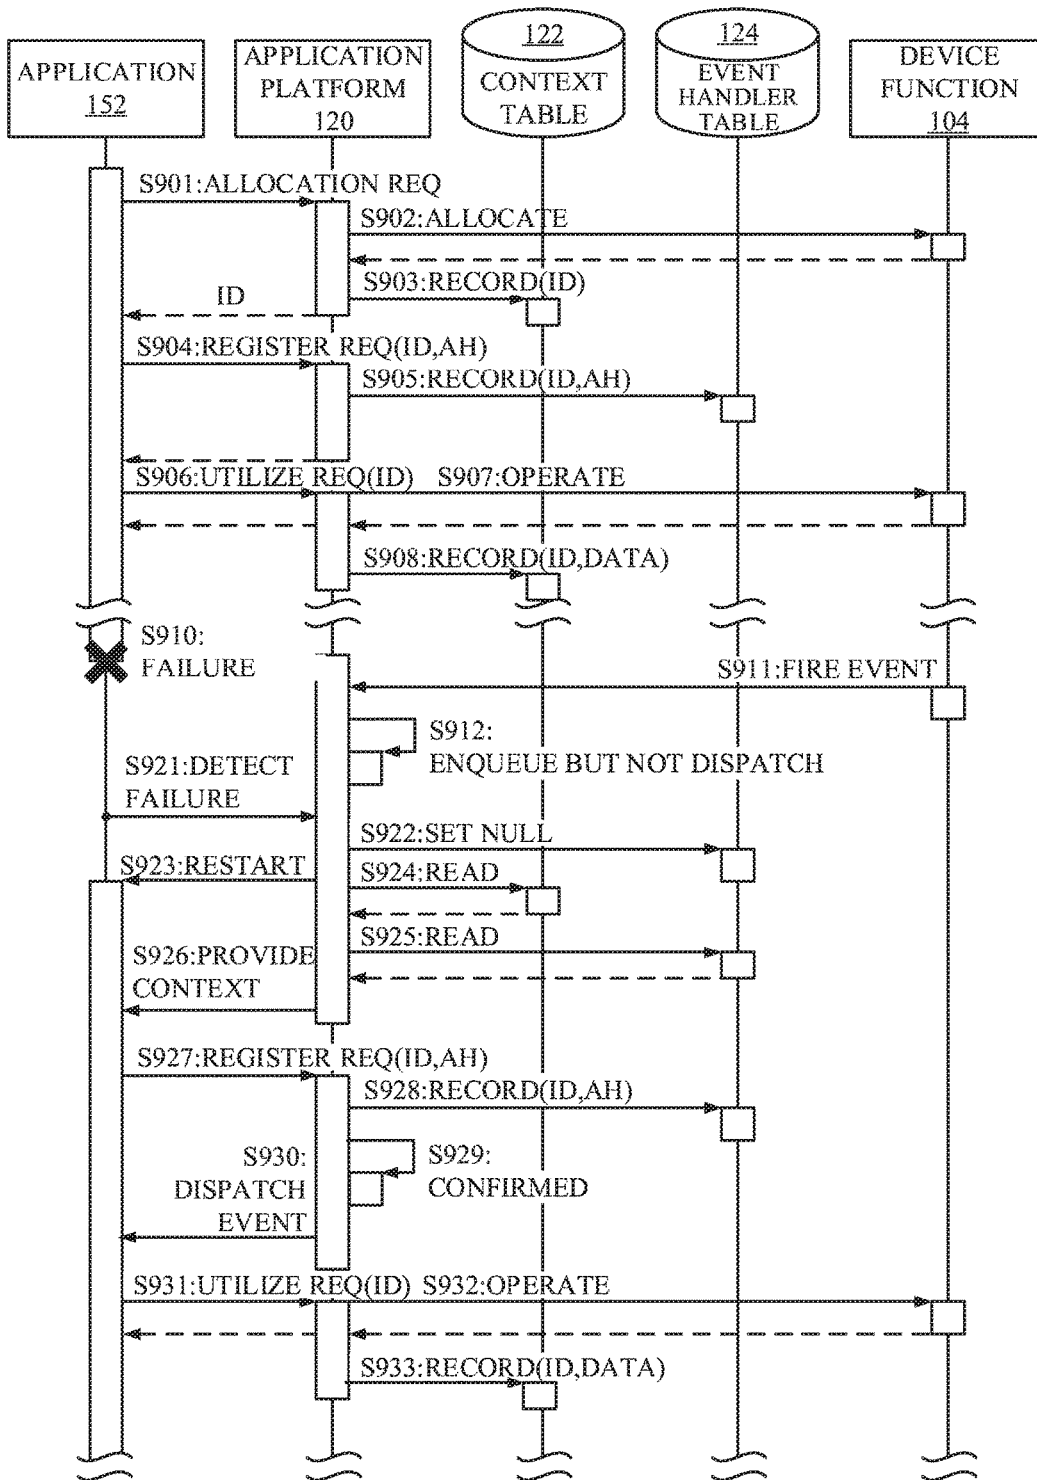 APPLICATION
152
APPLICATION
PLATFORM
120
122
CONTEXT
TABLE
124
EVENT
HANDLER
TABLE
DEVICE
FUNCTION
104
S901:ALLOCATION REQ
S902:ALLOCATE
S903:RECORD(ID)
ID
S904:REGISTER REQ(ID,AH)
S905:RECORD(ID,AH)
S906:UTILIZE REQ(ID)
S907:OPERATE
S908:RECORD(ID,DATA)
S910:
FAILURE
S911:FIRE EVENT
S912:
ENQUEUE BUT NOT DISPATCH
S921:DETECT
FAILURE
S922:SET NULL
S923:RESTART
S924:READ
S925:READ
S926:PROVIDE
CONTEXT
S927:REGISTER REQ(ID,AH)
S928:RECORD(ID,AH)
S929:
CONFIRMED
S930:
DISPATCH
EVENT
S931:UTILIZE REQ(ID)
S932:OPERATE
S933:RECORD(ID,DATA)